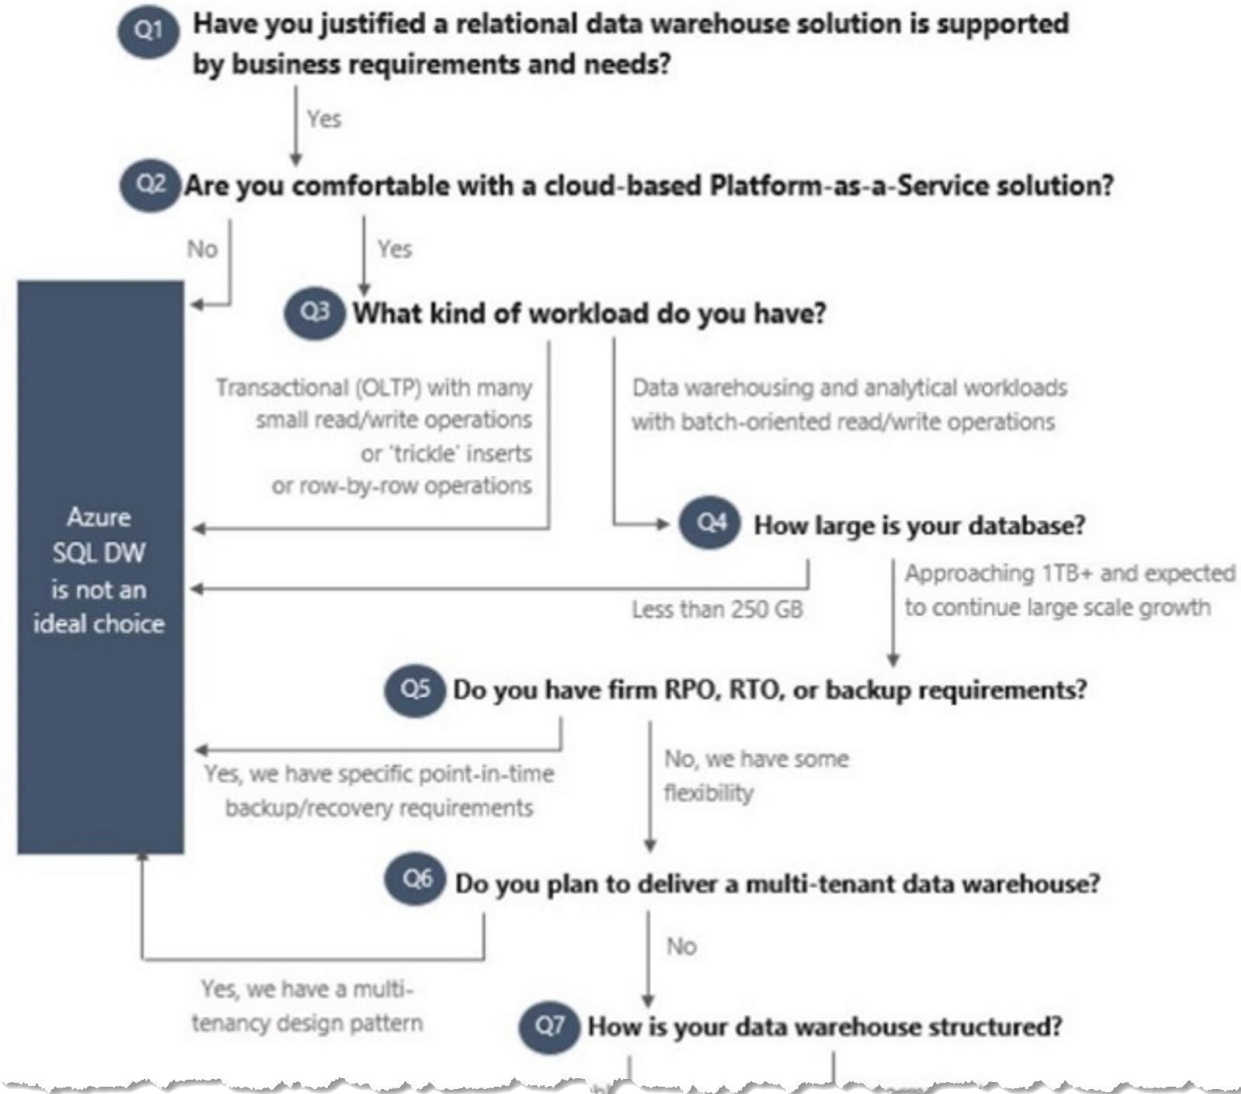 Q1
Have you justified a relational data warehouse solution is supported
by business requirements and needs?
Yes
Q2
Are you comfortable with a cloud-based Platform-as-a-Service solution?
No
Yes
Q3
What kind of workload do you have?
Transactional (OLTP) with many
small read/write operations
or 'trickle' inserts
or row-by-row operations
Data warehousing and analytical workloads
with batch-oriented read/write operations
Azure
SQL DW
is not an
ideal choice
Q4
How large is your database?
Less than 250 GB
Approaching 1TB+ and expected
to continue large scale growth
Q5
Do you have firm RPO, RTO, or backup requirements?
Yes, we have specific point-in-time
backup/recovery requirements
No, we have some
flexibility
Q6
Do you plan to deliver a multi-tenant data warehouse?
Yes, we have a multi-
tenancy design pattern
No
Q7
How is your data warehouse structured?